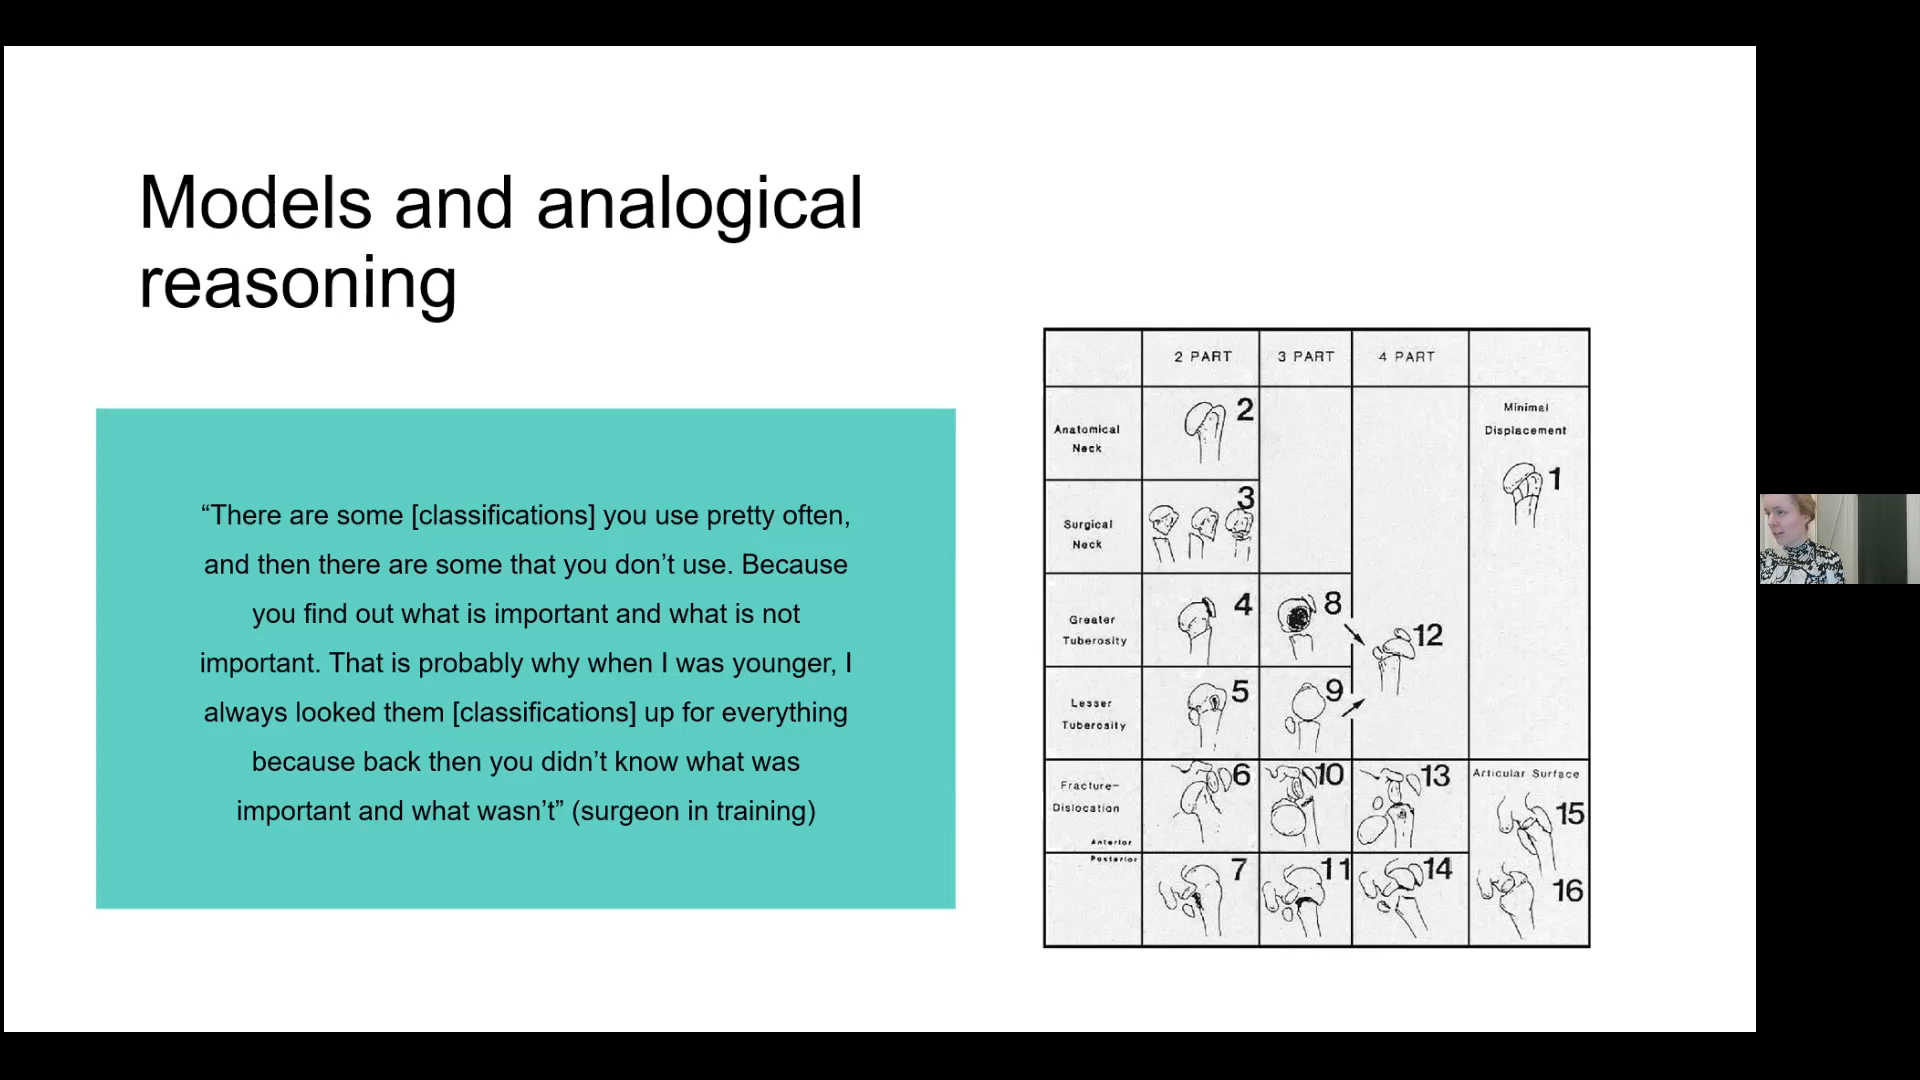 Models and analogical
reasoning
“There are some [classifications] you use pretty often,
and then there are some that you don’t use. Because
you find out what is important and what is not
important. That is probably why when I was younger, I
always looked them [classifications] up for everything
because back then you didn’t know what was
important and what wasn’t” (surgeon in training)
2 PART 3 PART 4 PART
Anatomical
Neck
2
Minimal
Displacement
1
Surgical
Neck
3
Greater
Tuberosity
4 8 12
Lesser
Tuberosity
5 9
Fracture-
Dislocation
Anterior
6 10 13
Articular Surface
15
Posterior
7 11 14 16